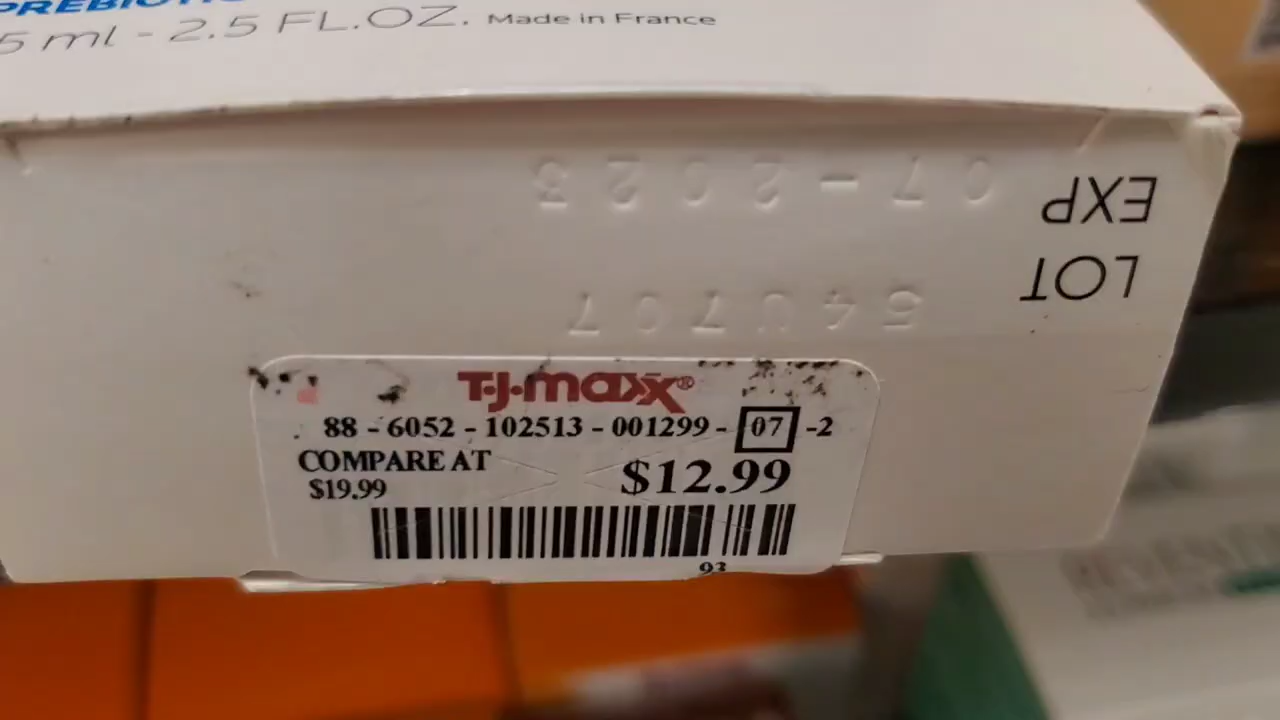 PREBIOTI
5 ml - 2.5 FL.OZ. Made in France
EXP 07-2023
LOT 540707
T·J·maxx®
88 - 6052 - 102513 - 001299 - 07 -2
COMPARE AT
$19.99
$12.99
93